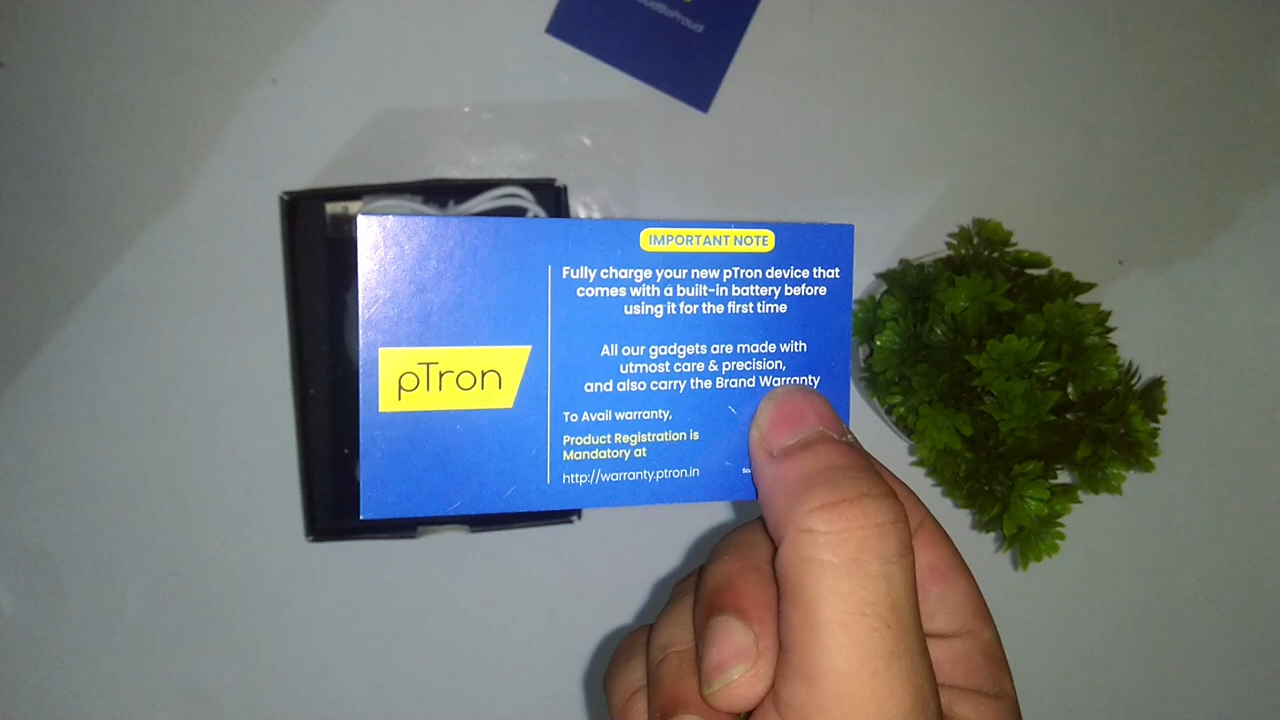 IMPORTANT NOTE
Fully charge your new pTron device that
comes with a built-in battery before
using it for the first time
All our gadgets are made with
utmost care & precision,
and also carry the Brand Warranty
pTron
To Avail warranty,
Product Registration is
Mandatory at
http://warranty.ptron.in